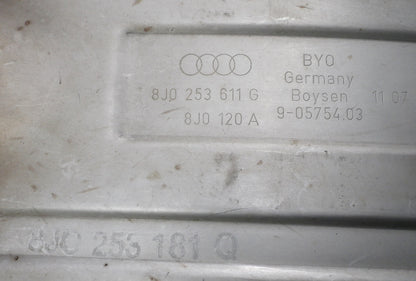 BYO
Germany
8J0 253 611 G Boysen 11 07
8J0 120 A 9-05754.03
8J0 253 181 Q